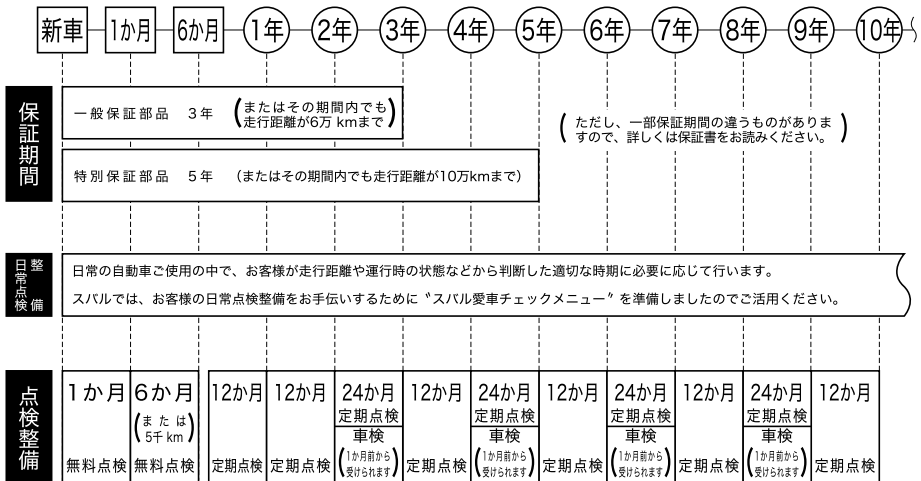 新車 1か月 6か月 1年 2年 3年 4年 5年 6年 7年 8年 9年 10年
保証期間
一般保証部品 3年 (またはその期間内でも
走行距離が6万kmまで)
(ただし、一部保証期間の違うものがありま
すので、詳しくは保証書をお読みください。)
特別保証部品 5年 (またはその期間内でも走行距離が10万kmまで)
日常点検
整備
日常の自動車ご使用の中で、お客様が走行距離や運行時の状態などから判断した適切な時期に必要に応じて行います。
スバルでは、お客様の日常点検整備をお手伝いするために〝スバル愛車チェックメニュー〟を準備しましたのでご活用ください。
点検整備
1か月
無料点検
6か月
(または
5千km)
無料点検
12か月
定期点検
12か月
定期点検
24か月
定期点検
車検
(1か月前から
受けられます)
12か月
定期点検
24か月
定期点検
車検
(1か月前から
受けられます)
12か月
定期点検
24か月
定期点検
車検
(1か月前から
受けられます)
12か月
定期点検
24か月
定期点検
車検
(1か月前から
受けられます)
12か月
定期点検